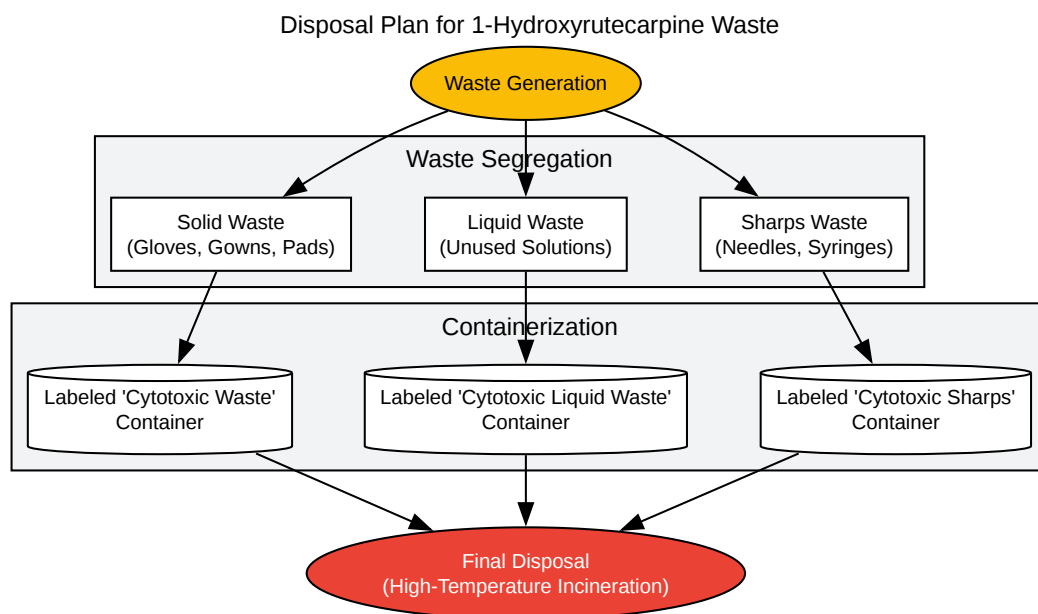 Disposal Plan for 1-Hydroxyrutecarpine Waste
Waste Generation
Waste Segregation
Solid Waste
(Gloves, Gowns, Pads)
Liquid Waste
(Unused Solutions)
Sharps Waste
(Needles, Syringes)
Containerization
Labeled 'Cytotoxic Waste'
Container
Labeled 'Cytotoxic Liquid Waste'
Container
Labeled 'Cytotoxic Sharps'
Container
Final Disposal
(High-Temperature Incineration)